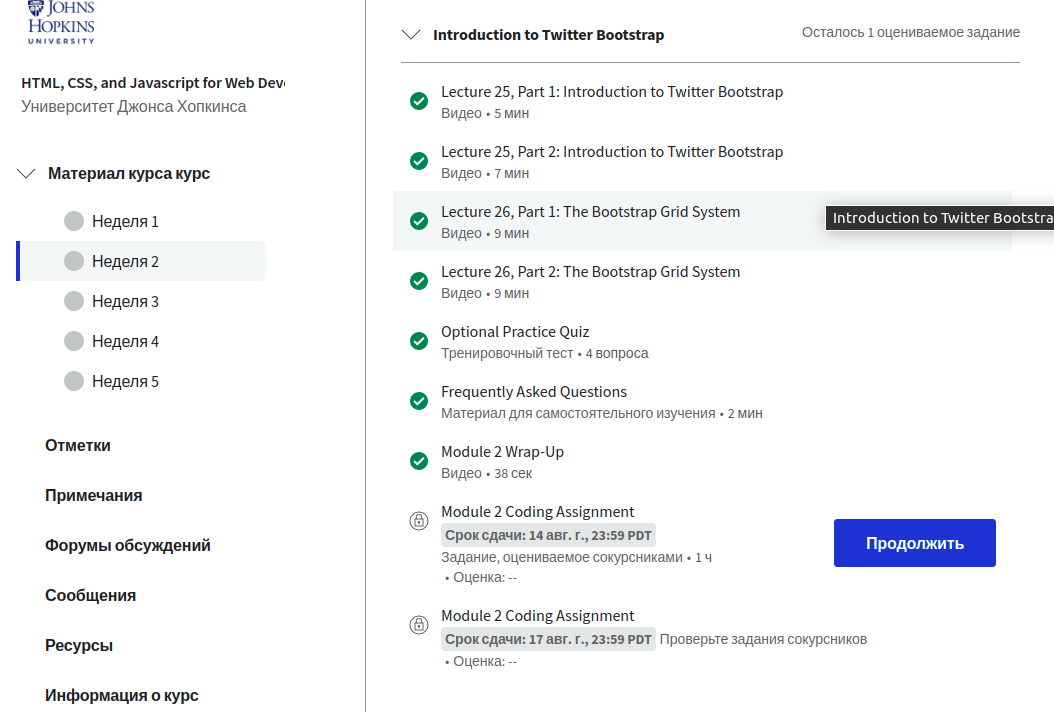 JOHNS
HOPKINS
UNIVERSITY
HTML, CSS, and Javascript for Web Deve
Университет Джонса Хопкинса
Материал курса курс
Неделя 1
Неделя 2
Неделя 3
Неделя 4
Неделя 5
Отметки
Примечания
Форумы обсуждений
Сообщения
Ресурсы
Информация о курс
Introduction to Twitter Bootstrap
Осталось 1 оцениваемое задание
Lecture 25, Part 1: Introduction to Twitter Bootstrap
Видео • 5 мин
Lecture 25, Part 2: Introduction to Twitter Bootstrap
Видео • 7 мин
Lecture 26, Part 1: The Bootstrap Grid System
Видео • 9 мин
Introduction to Twitter Bootstra
Lecture 26, Part 2: The Bootstrap Grid System
Видео • 9 мин
Optional Practice Quiz
Тренировочный тест • 4 вопроса
Frequently Asked Questions
Материал для самостоятельного изучения • 2 мин
Module 2 Wrap-Up
Видео • 38 сек
Module 2 Coding Assignment
Срок сдачи: 14 авг. г., 23:59 PDT
Задание, оцениваемое сокурсниками • 1 ч
• Оценка: --
Продолжить
Module 2 Coding Assignment
Срок сдачи: 17 авг. г., 23:59 PDT Проверьте задания сокурсников
• Оценка: --